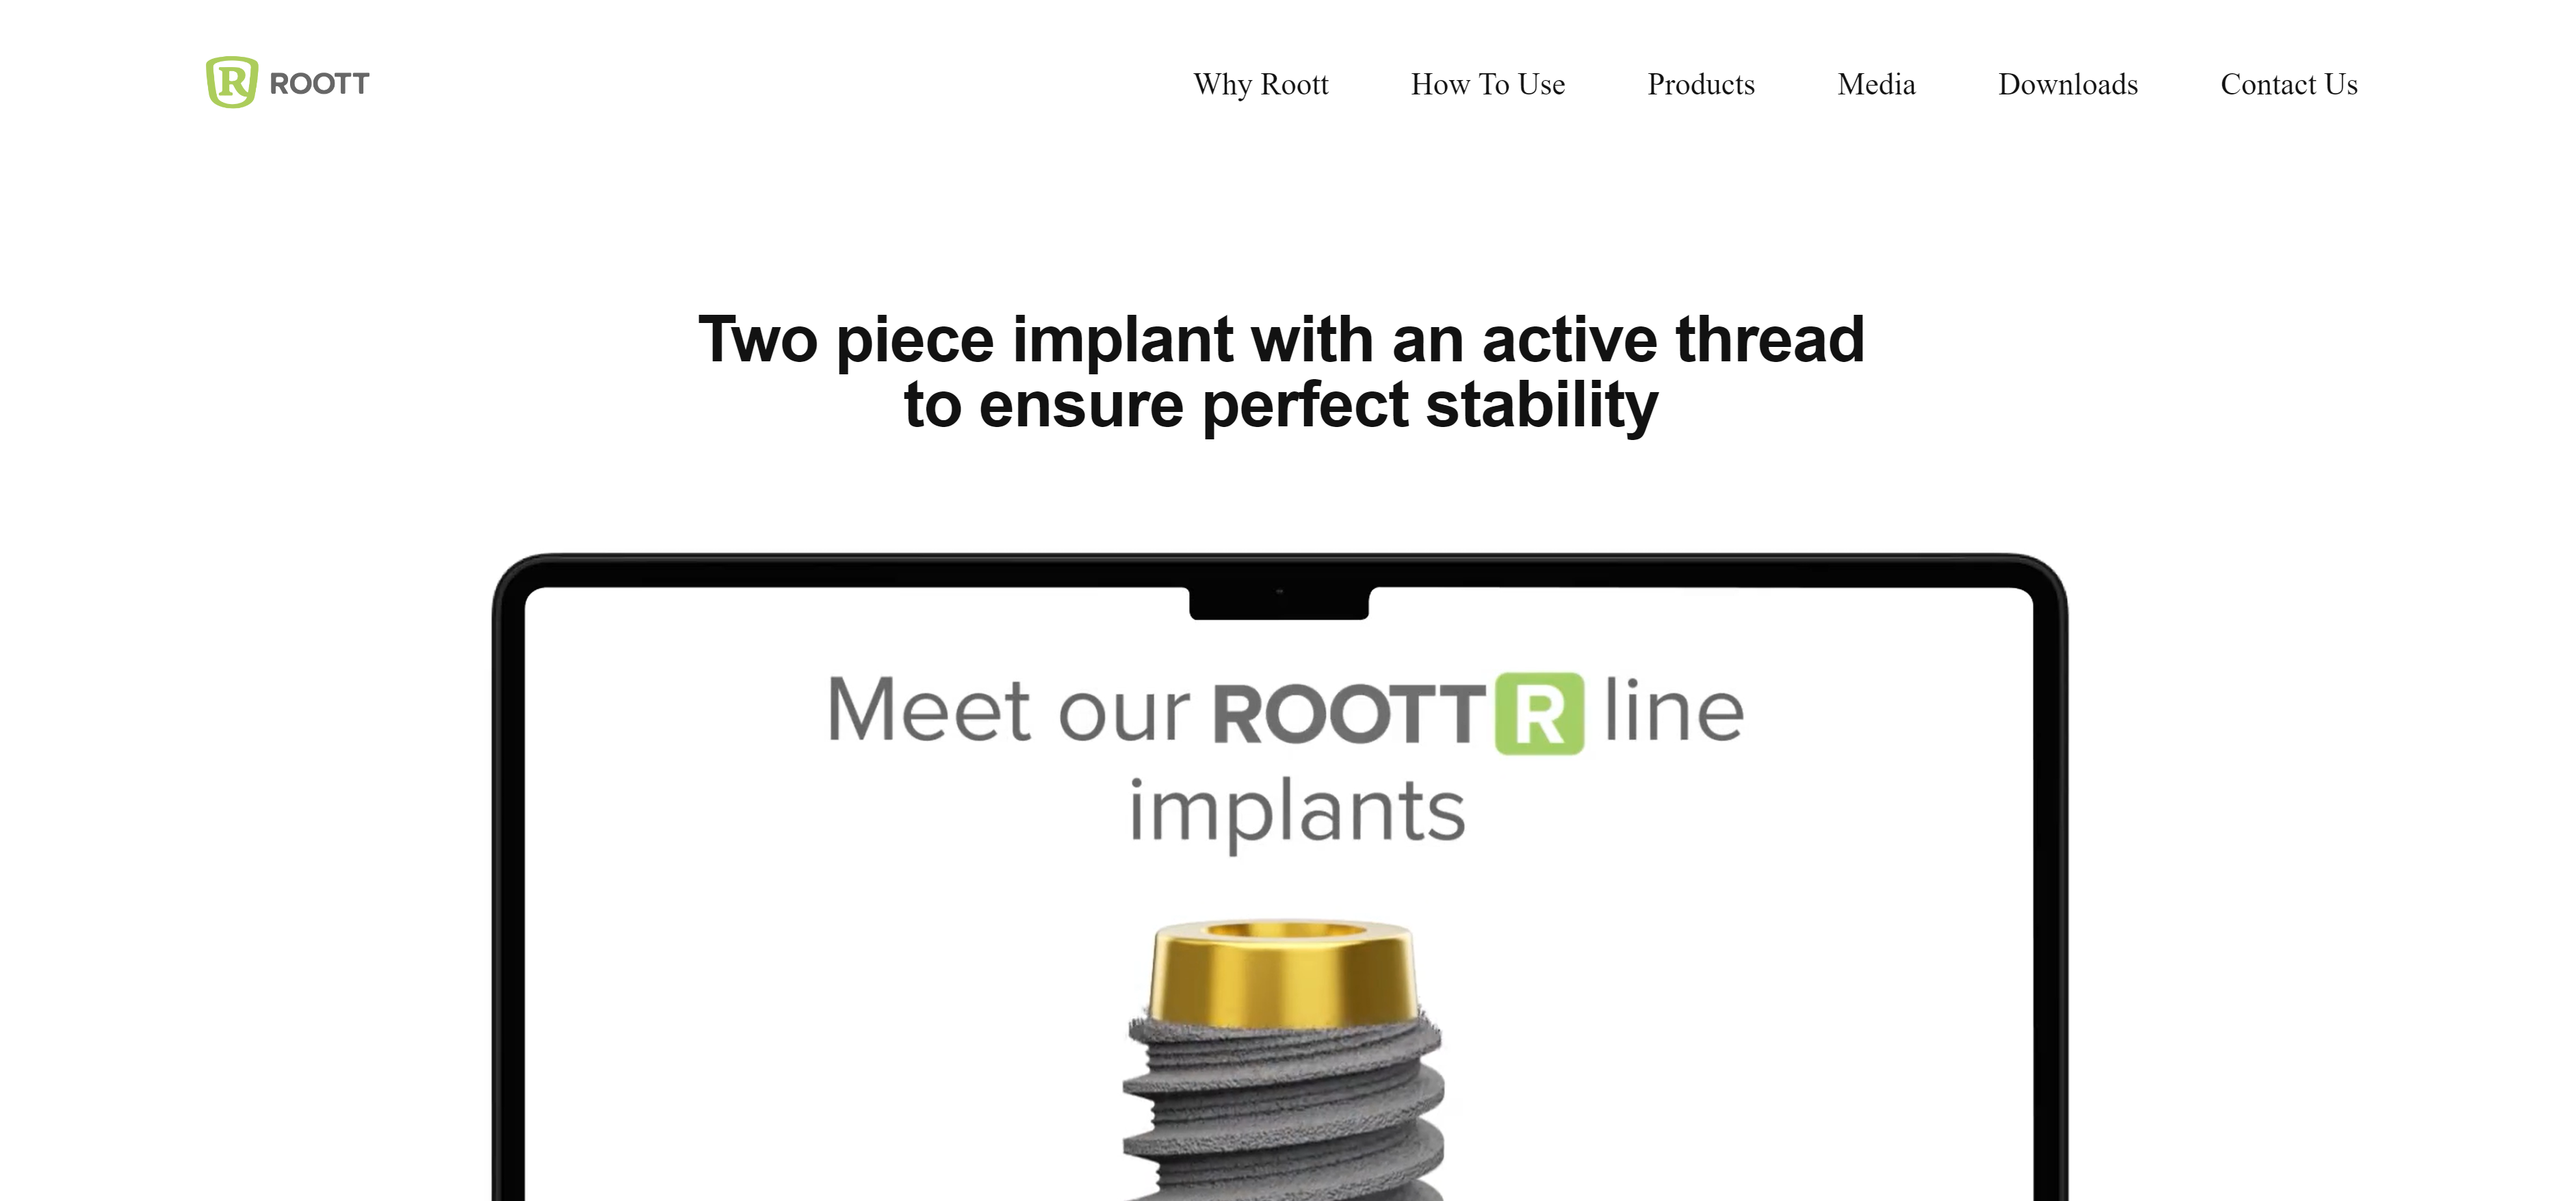 R ROOTT
Why Roott How To Use Products Media Downloads Contact Us
Two piece implant with an active thread
to ensure perfect stability
Meet our ROOTT R line
implants